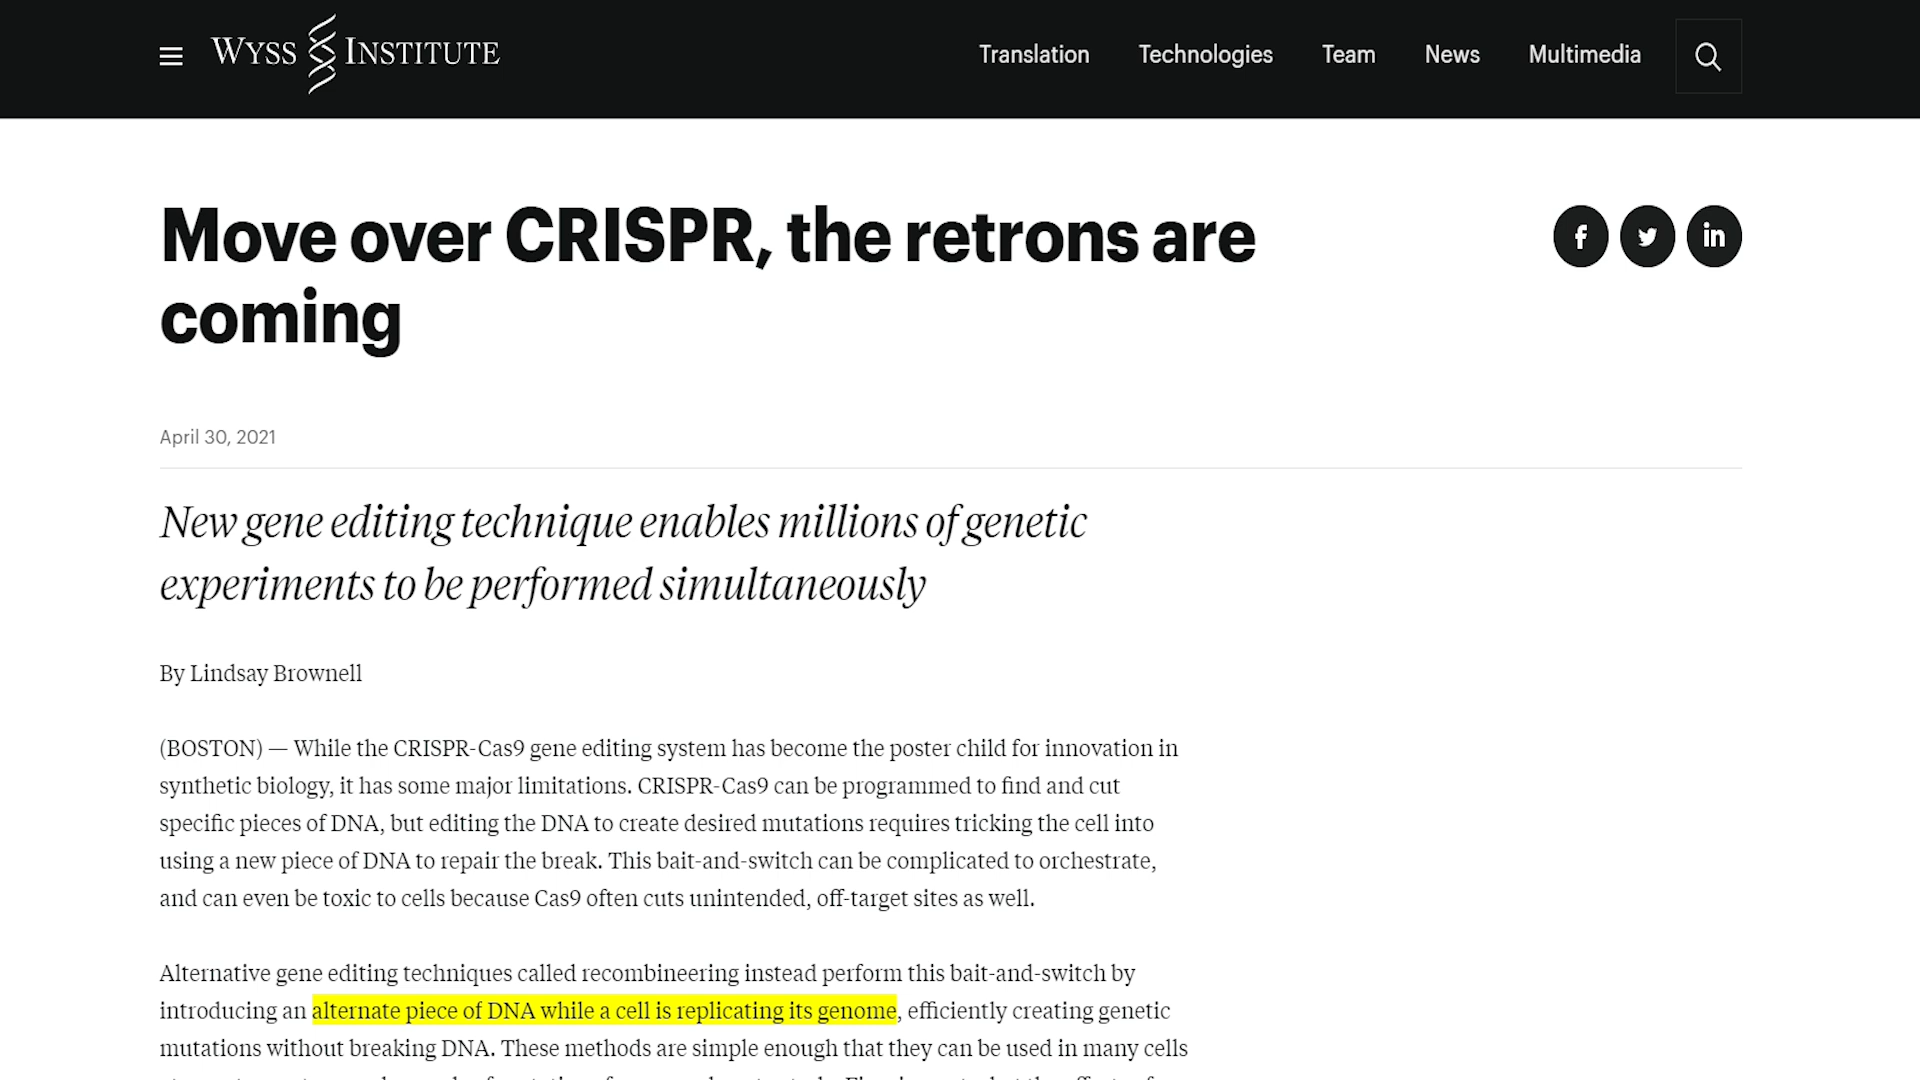 WYSS INSTITUTE
Translation Technologies Team News Multimedia
Move over CRISPR, the retrons are
coming
April 30, 2021
New gene editing technique enables millions of genetic
experiments to be performed simultaneously
By Lindsay Brownell
(BOSTON) — While the CRISPR-Cas9 gene editing system has become the poster child for innovation in
synthetic biology, it has some major limitations. CRISPR-Cas9 can be programmed to find and cut
specific pieces of DNA, but editing the DNA to create desired mutations requires tricking the cell into
using a new piece of DNA to repair the break. This bait-and-switch can be complicated to orchestrate,
and can even be toxic to cells because Cas9 often cuts unintended, off-target sites as well.
Alternative gene editing techniques called recombineering instead perform this bait-and-switch by
introducing an alternate piece of DNA while a cell is replicating its genome, efficiently creating genetic
mutations without breaking DNA. These methods are simple enough that they can be used in many cells